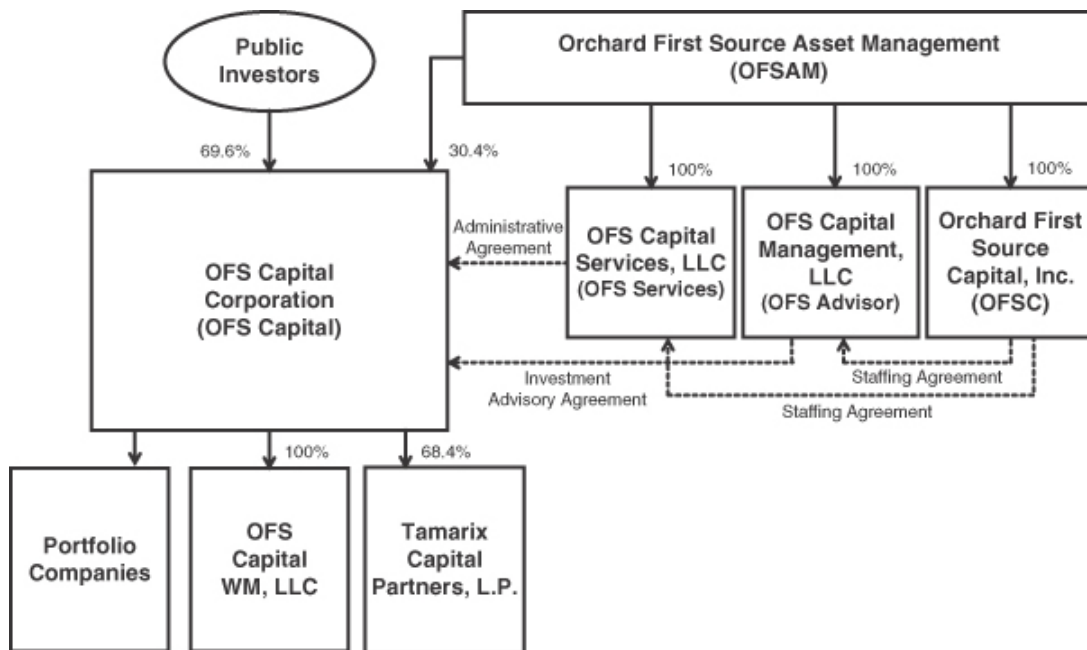 Public
Investors
Orchard First Source Asset Management
(OFSAM)
69.6%
30.4%
100%
100%
100%
OFS Capital
Corporation
(OFS Capital)
Administrative
Agreement
OFS Capital
Services, LLC
(OFS Services)
OFS Capital
Management,
LLC
(OFS Advisor)
Orchard First
Source
Capital, Inc.
(OFSC)
Investment
Advisory Agreement
Staffing Agreement
Staffing Agreement
100%
68.4%
Portfolio
Companies
OFS
Capital
WM, LLC
Tamarix
Capital
Partners, L.P.